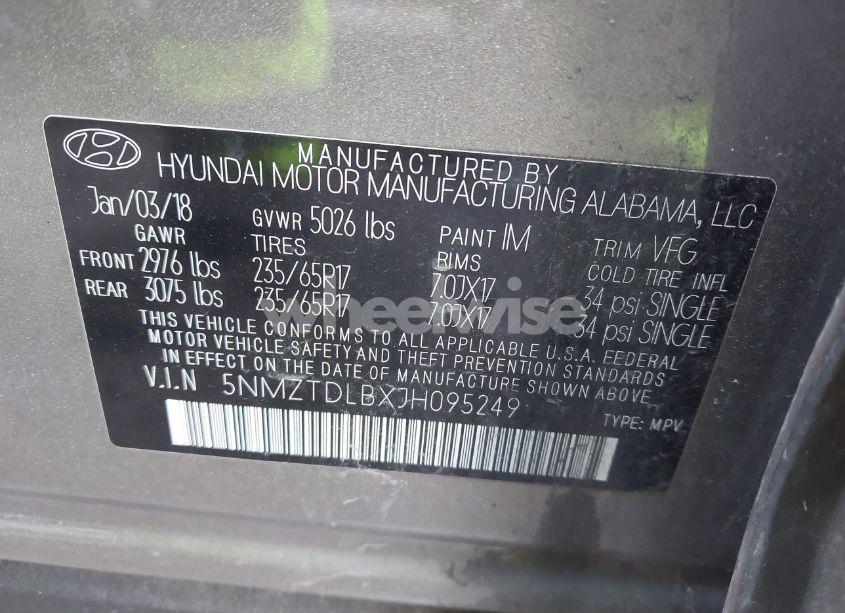 MANUFACTURED BY
HYUNDAI MOTOR MANUFACTURING ALABAMA, LLC
Jan/03/18 GVWR 5026 lbs PAINT IM TRIM VFG
GAWR TIRES RIMS COLD TIRE INFL
FRONT 2976 lbs 235/65R17 7.0JX17 34 psi SINGLE
REAR 3075 lbs 235/65R17 7.0JX17 34 psi SINGLE
wheelwise
THIS VEHICLE CONFORMS TO ALL APPLICABLE U.S.A. FEDERAL
MOTOR VEHICLE SAFETY AND THEFT PREVENTION STANDARDS
IN EFFECT ON THE DATE OF MANUFACTURE SHOWN ABOVE
V.I.N 5NMZTDLBXJH095249
TYPE: MPV